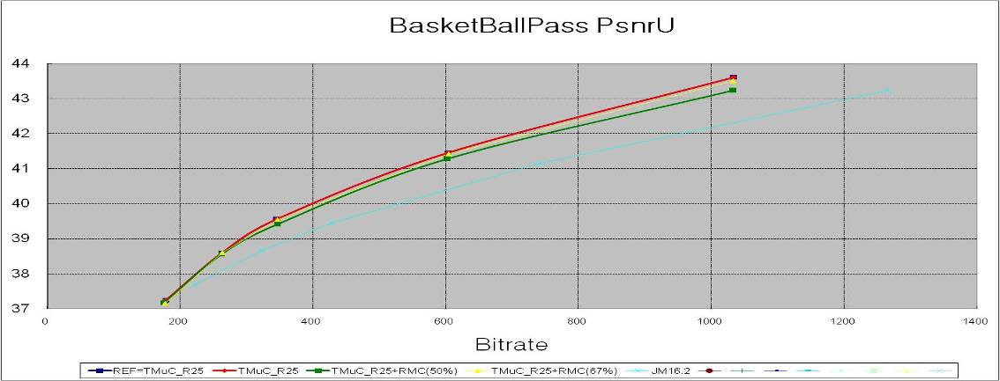 BasketBallPass PsnrU
44
43
42
41
40
39
38
37
0 200 400 600 800 1000 1200 1400
Bitrate
REF=TMuC_R25 TMuC_R25 TMuC_R25+RMC(50%) TMuC_R25+RMC(67%) JM16.2